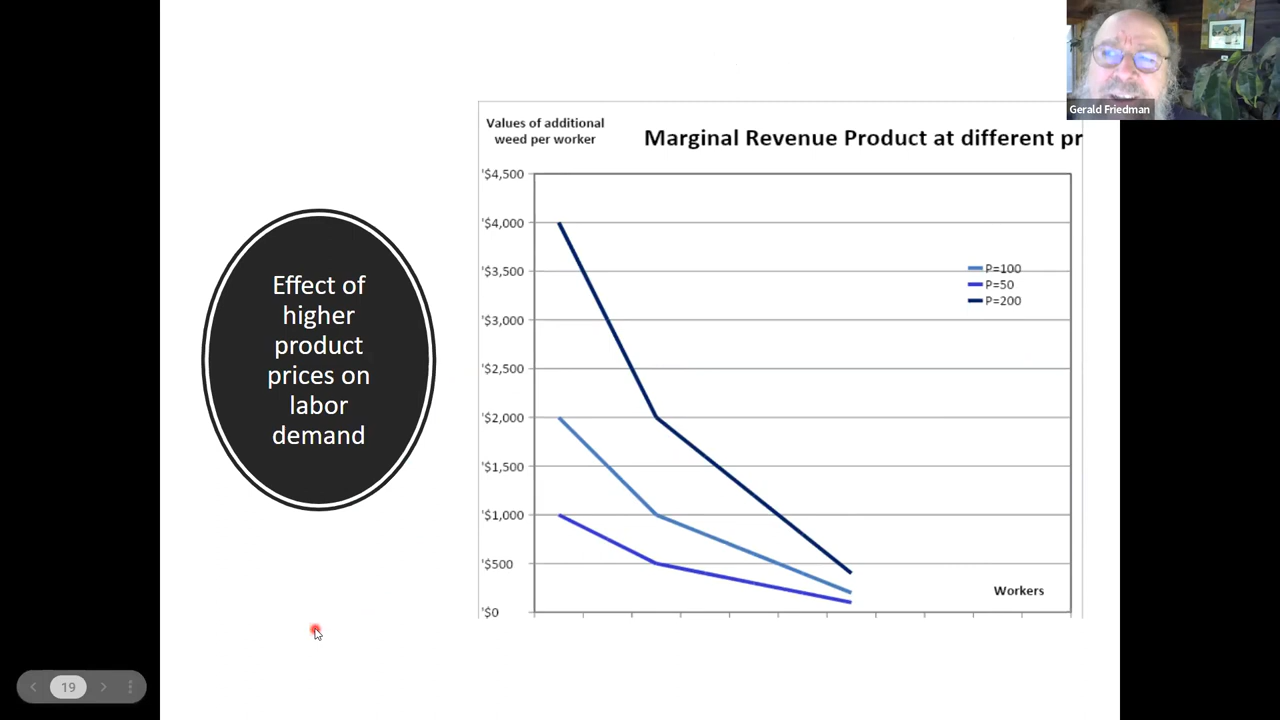 Gerald Friedman
Values of additional
weed per worker
Marginal Revenue Product at different pr
'$4,500
'$4,000
'$3,500
'$3,000
'$2,500
'$2,000
'$1,500
'$1,000
'$500
'$0
P=100
P=50
P=200
Workers
Effect of
higher
product
prices on
labor
demand
19